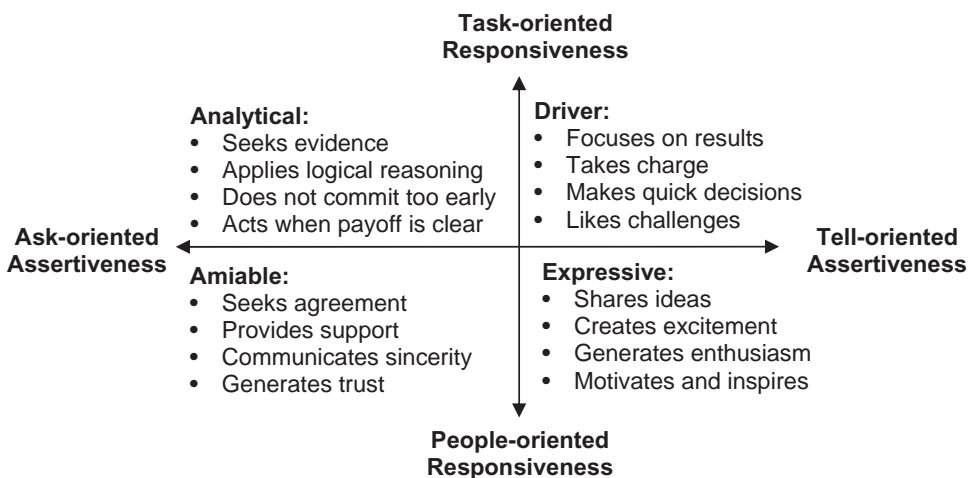 Task-oriented
Responsiveness
Analytical:
• Seeks evidence
• Applies logical reasoning
• Does not commit too early
• Acts when payoff is clear
Driver:
• Focuses on results
• Takes charge
• Makes quick decisions
• Likes challenges
Ask-oriented
Assertiveness
Tell-oriented
Assertiveness
Amiable:
• Seeks agreement
• Provides support
• Communicates sincerity
• Generates trust
Expressive:
• Shares ideas
• Creates excitement
• Generates enthusiasm
• Motivates and inspires
People-oriented
Responsiveness